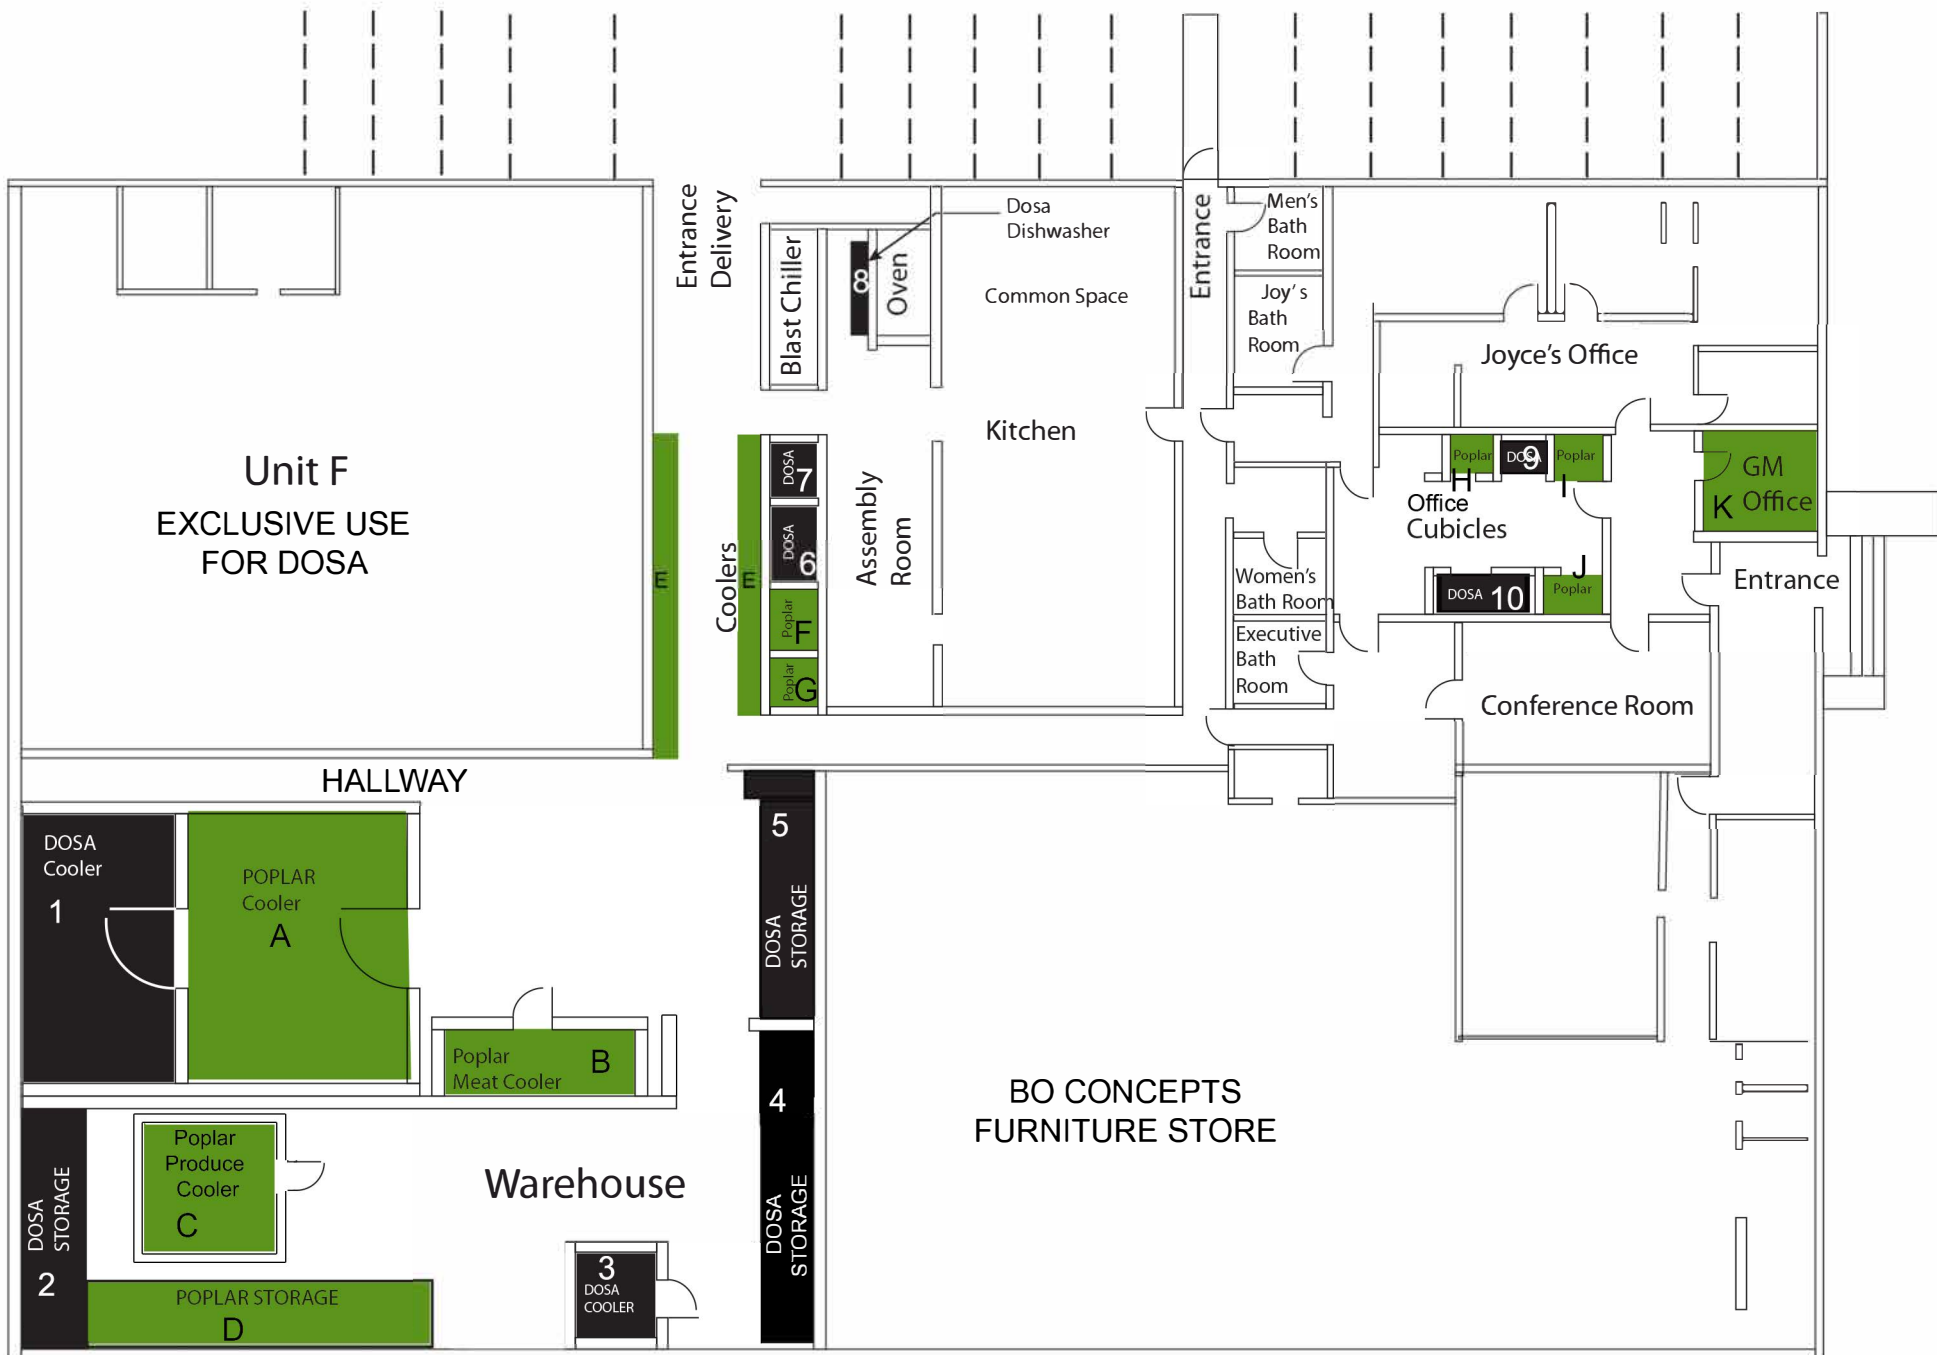 Entrance
Delivery
Blast Chiller
8
Oven
Dosa
Dishwasher
Common Space
Entrance
Men's
Bath
Room
Joy's
Bath
Room
Joyce's Office
Unit F
EXCLUSIVE USE
FOR DOSA
Kitchen
Assembly
Room
Coolers
E
E
DOSA
7
DOSA
6
Poplar
F
Poplar
G
Poplar
H
DOSA
9
Poplar
I
Office
Cubicles
GM
Office
K
J
Poplar
DOSA 10
Entrance
Women's
Bath Room
Executive
Bath
Room
Conference Room
HALLWAY
DOSA
Cooler
1
POPLAR
Cooler
A
5
DOSA
STORAGE
Poplar
Meat Cooler
B
4
DOSA
STORAGE
BO CONCEPTS
FURNITURE STORE
Poplar
Produce
Cooler
C
Warehouse
DOSA
STORAGE
2
POPLAR STORAGE
D
3
DOSA
COOLER